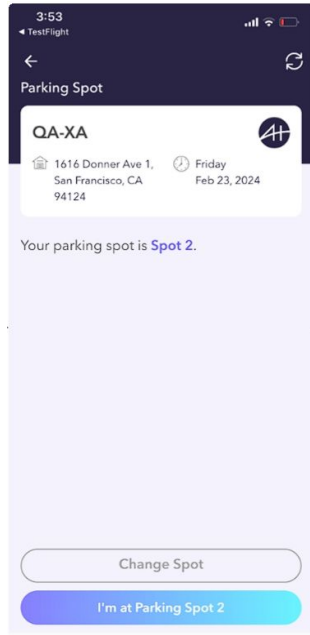 3:53
◀ TestFlight
Parking Spot
QA-XA
1616 Donner Ave 1,
San Francisco, CA
94124
Friday
Feb 23, 2024
Your parking spot is Spot 2.
Change Spot
I'm at Parking Spot 2